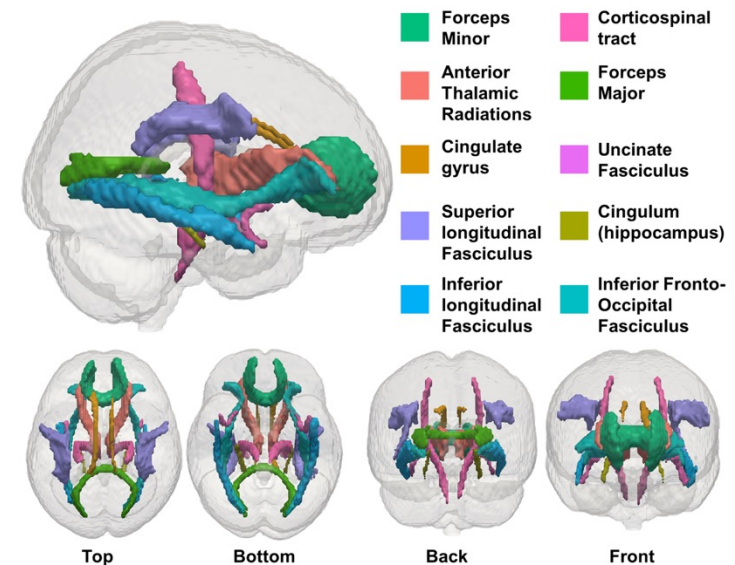 Forceps
Minor
Corticospinal
tract
Anterior
Thalamic
Radiations
Forceps
Major
Cingulate
gyrus
Uncinate
Fasciculus
Superior
longitudinal
Fasciculus
Cingulum
(hippocampus)
Inferior
longitudinal
Fasciculus
Inferior Fronto-
Occipital
Fasciculus
Top
Bottom
Back
Front